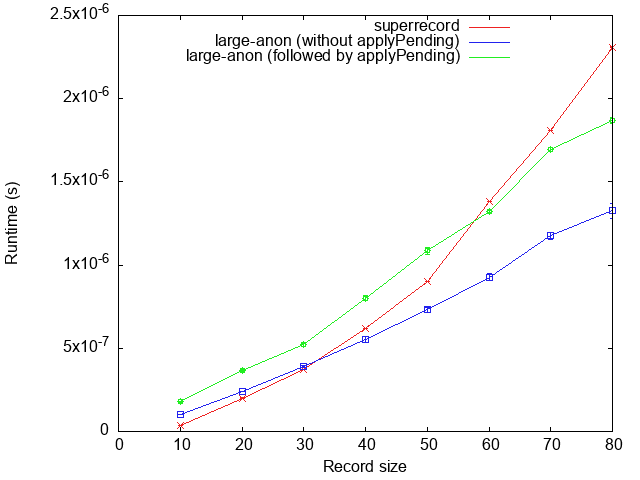 2.5x10-6
2x10-6
1.5x10-6
1x10-6
5x10-7
0
Runtime (s)
superrecord
large-anon (without applyPending)
large-anon (followed by applyPending)
0 10 20 30 40 50 60 70 80
Record size